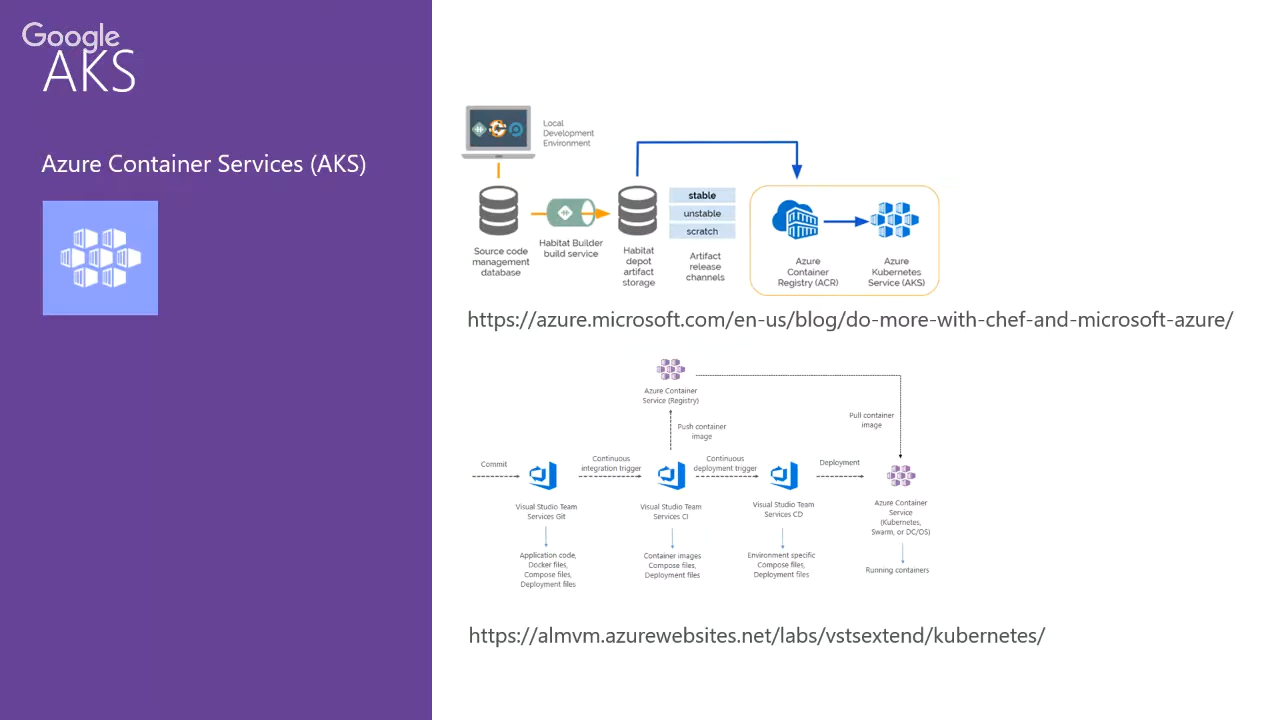 Google
AKS
Azure Container Services (AKS)
Local
Development
Environment
Source code
management
database
Habitat Builder
build service
Habitat
depot
artifact
storage
stable
unstable
scratch
Artifact
release
channels
Azure
Container
Registry (ACR)
Azure
Kubernetes
Service (AKS)
https://azure.microsoft.com/en-us/blog/do-more-with-chef-and-microsoft-azure/
Azure Container
Service (Registry)
Push container
image
Pull container
image
Commit
Continuous
integration trigger
Continuous
deployment trigger
Deployment
Visual Studio Team
Services Git
Visual Studio Team
Services CI
Visual Studio Team
Services CD
Azure Container
Service
(Kubernetes,
Swarm, or DC/OS)
Application code,
Docker files,
Compose files,
Deployment files
Container images
Compose files,
Deployment files
Environment specific
Compose files,
Deployment files
Running containers
https://almvm.azurewebsites.net/labs/vstsextend/kubernetes/